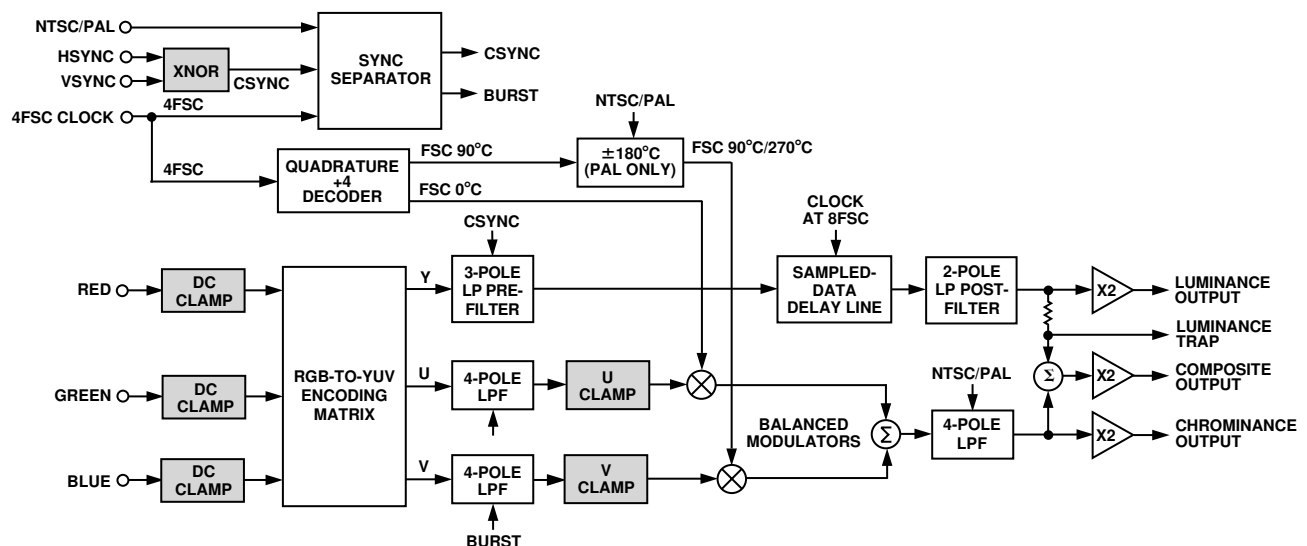 NTSC/PAL
HSYNC
VSYNC
XNOR
CSYNC
4FSC CLOCK
4FSC
SYNC
SEPARATOR
CSYNC
BURST
4FSC
QUADRATURE
+4
DECODER
FSC 90°C
FSC 0°C
NTSC/PAL
±180°C
(PAL ONLY)
FSC 90°C/270°C
CSYNC
CLOCK
AT 8FSC
RED
DC
CLAMP
GREEN
DC
CLAMP
BLUE
DC
CLAMP
RGB-TO-YUV
ENCODING
MATRIX
Y
U
V
3-POLE
LP PRE-
FILTER
4-POLE
LPF
U
CLAMP
4-POLE
LPF
V
CLAMP
BURST
SAMPLED-
DATA
DELAY LINE
2-POLE
LP POST-
FILTER
BALANCED
MODULATORS
Σ
NTSC/PAL
4-POLE
LPF
Σ
X2
LUMINANCE
OUTPUT
LUMINANCE
TRAP
X2
COMPOSITE
OUTPUT
X2
CHROMINANCE
OUTPUT